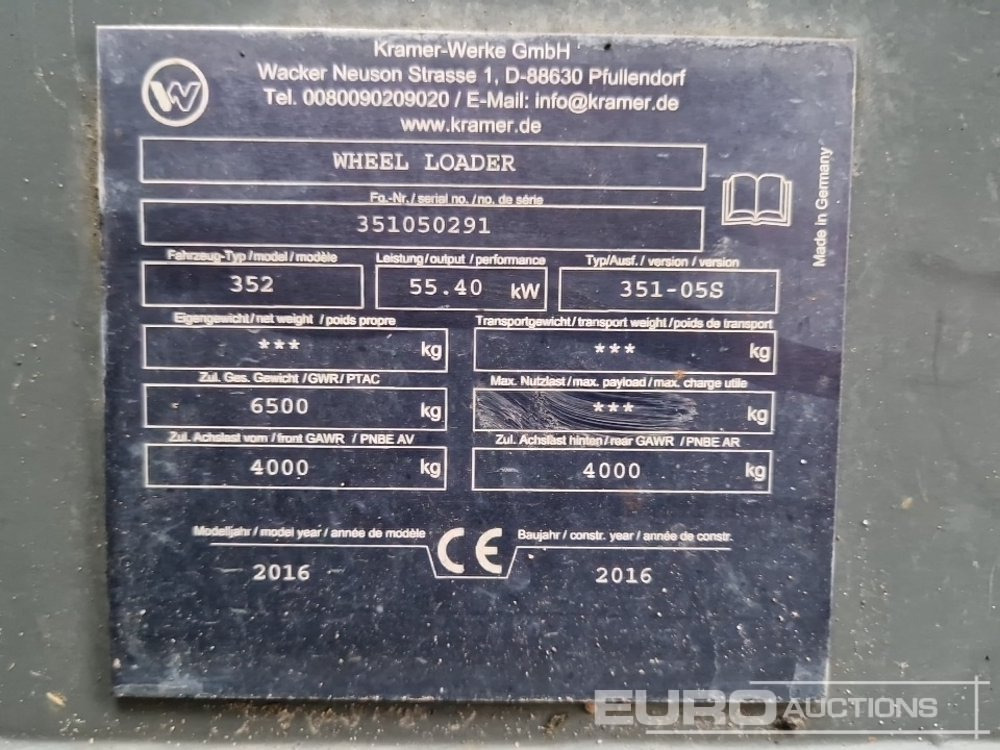 Kramer-Werke GmbH
Wacker Neuson Strasse 1, D-88630 Pfullendorf
Tel. 0080090209020 / E-Mail: info@kramer.de
www.kramer.de
WHEEL LOADER
Fg.-Nr. / serial no. / no. de série
351050291
Made in Germany
Fahrzeug-Typ / model / modèle Leistung / output / performance Typ/Ausf. / version / version
352 55.40 kW 351-05S
Eigengewicht / net weight / poids propre Transportgewicht / transport weight / poids de transport
*** kg *** kg
Zul. Ges. Gewicht / GWR / PTAC Max. Nutzlast / max. payload / max. charge utile
6500 kg *** kg
Zul. Achslast vorn / front GAWR / PNBE AV Zul. Achslast hinten / rear GAWR / PNBE AR
4000 kg 4000 kg
Modelljahr / model year / année de modèle CE Baujahr / constr. year / année de constr.
2016 2016
EURO AUCTIONS